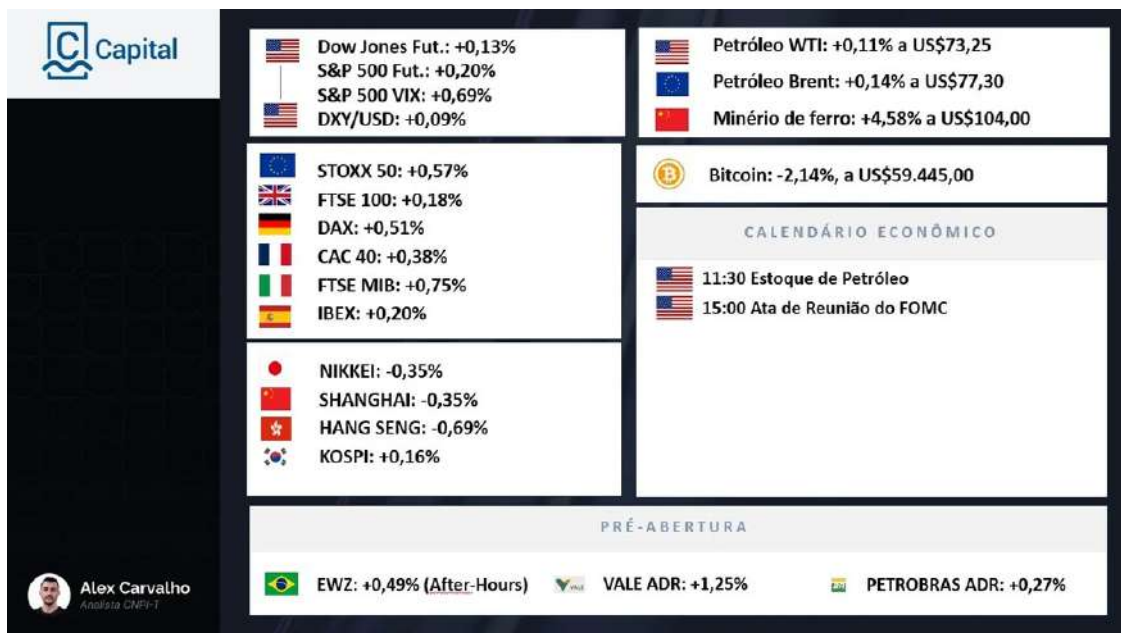 Capital
Dow Jones Fut.: +0,13%
S&P 500 Fut.: +0,20%
S&P 500 VIX: +0,69%
DXY/USD: +0,09%
STOXX 50: +0,57%
FTSE 100: +0,18%
DAX: +0,51%
CAC 40: +0,38%
FTSE MIB: +0,75%
IBEX: +0,20%
NIKKEI: -0,35%
SHANGHAI: -0,35%
HANG SENG: -0,69%
KOSPI: +0,16%
Petróleo WTI: +0,11% a US$73,25
Petróleo Brent: +0,14% a US$77,30
Minério de ferro: +4,58% a US$104,00
Bitcoin: -2,14%, a US$59.445,00
CALENDÁRIO ECONÔMICO
11:30 Estoque de Petróleo
15:00 Ata de Reunião do FOMC
PRÉ-ABERTURA
EWZ: +0,49% (After-Hours) VALE VALE ADR: +1,25% PETROBRAS ADR: +0,27%
Alex Carvalho
Analista CNPI-T